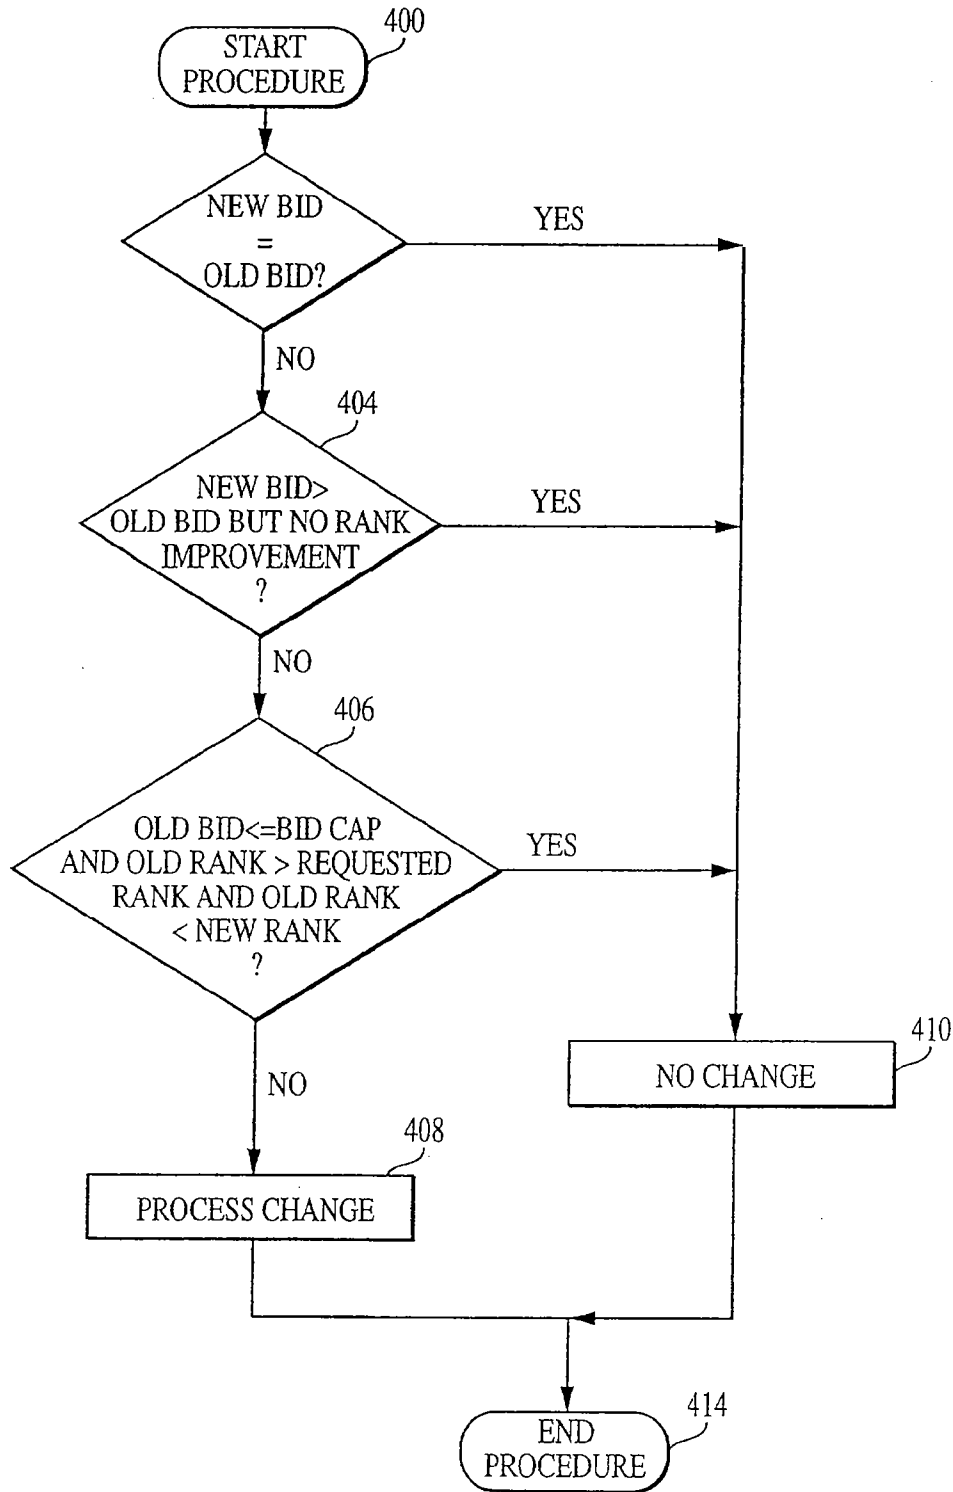 400
START
PROCEDURE
NEW BID
=
OLD BID?
YES
NO
404
NEW BID>
OLD BID BUT NO RANK
IMPROVEMENT
?
YES
NO
406
OLD BID<=BID CAP
AND OLD RANK > REQUESTED
RANK AND OLD RANK
< NEW RANK
?
YES
NO
410
NO CHANGE
408
PROCESS CHANGE
414
END
PROCEDURE